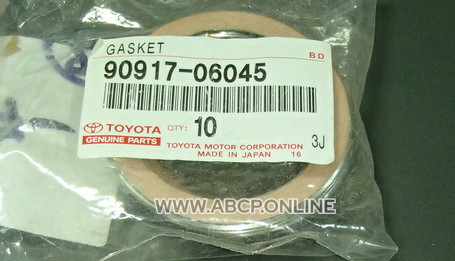 GASKET
BD
90917-06045
TOYOTA
GENUINE PARTS
QTY: 10
3J
TOYOTA MOTOR CORPORATION
MADE IN JAPAN 16
WWW.ABCP.ONLINE